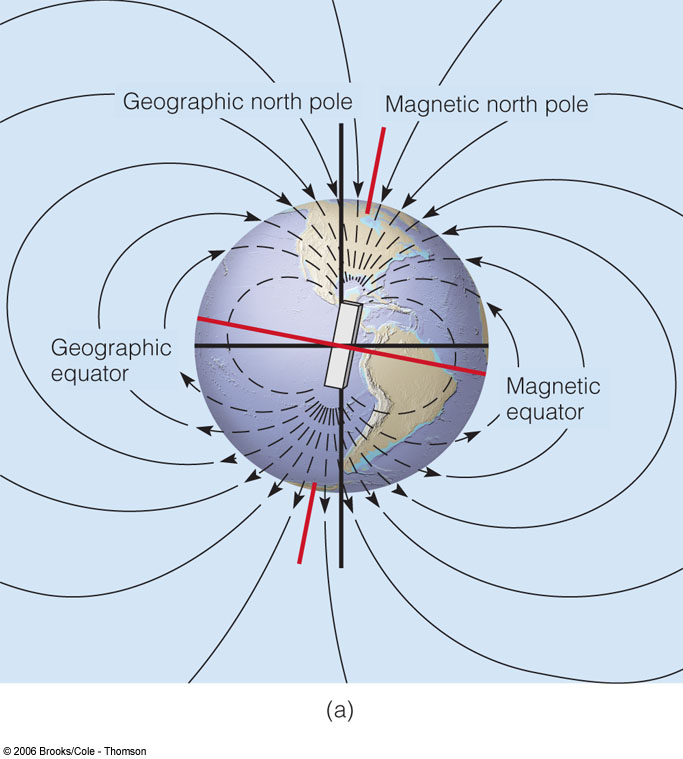 Geographic north pole
Magnetic north pole
Geographic
equator
Magnetic
equator
(a)
© 2006 Brooks/Cole - Thomson